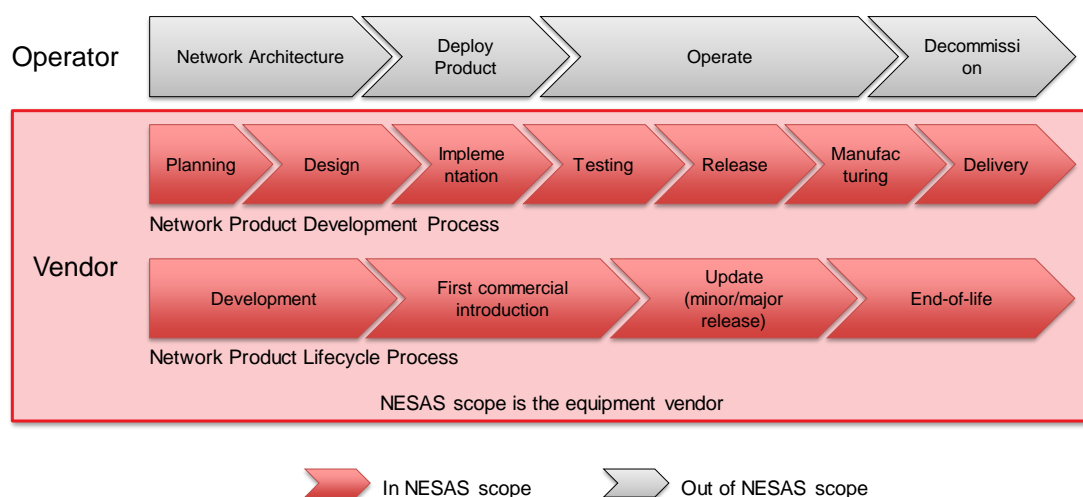 Operator
Network Architecture
Deploy
Product
Operate
Decommissi
on
Vendor
Planning
Design
Impleme
ntation
Testing
Release
Manufac
turing
Delivery
Network Product Development Process
Development
First commercial
introduction
Update
(minor/major
release)
End-of-life
Network Product Lifecycle Process
NESAS scope is the equipment vendor
In NESAS scope
Out of NESAS scope